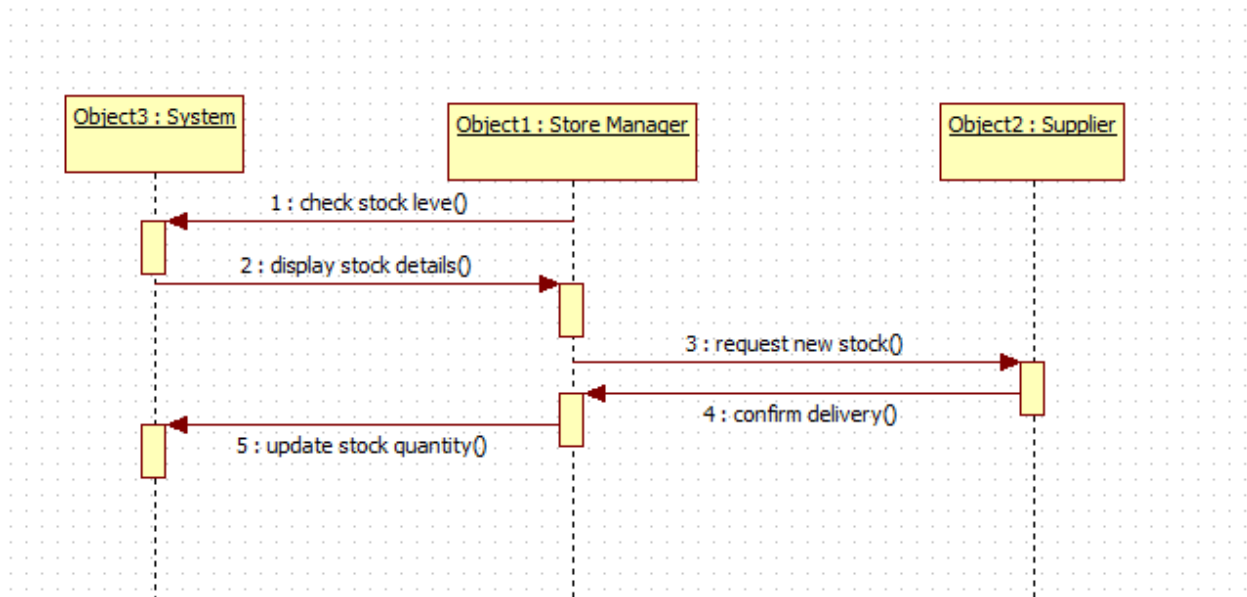 Object3 : System
Object1 : Store Manager
Object2 : Supplier
1 : check stock leve()
2 : display stock details()
3 : request new stock()
4 : confirm delivery()
5 : update stock quantity()